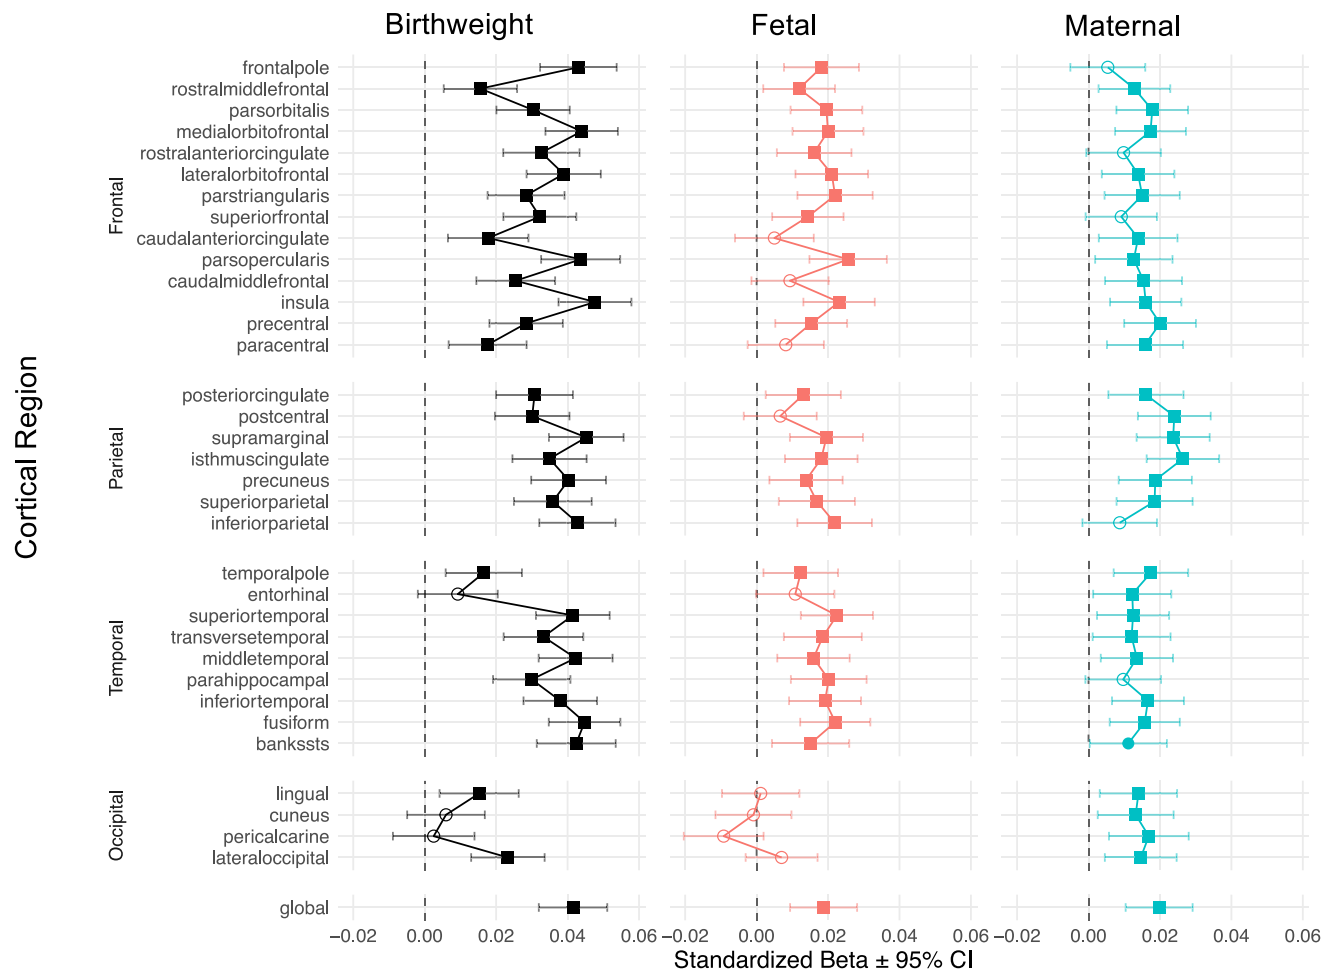 Birthweight Fetal Maternal
Cortical Region
Frontal
frontalpole
rostralmiddlefrontal
parsorbitalis
medialorbitofrontal
rostralanteriorcingulate
lateralorbitofrontal
parstriangularis
superiorfrontal
caudalanteriorcingulate
parsopercularis
caudalmiddlefrontal
insula
precentral
paracentral
Parietal
posteriorcingulate
postcentral
supramarginal
isthmuscingulate
precuneus
superiorparietal
inferiorparietal
Temporal
temporalpole
entorhinal
superiortemporal
transversetemporal
middletemporal
parahippocampal
inferiortemporal
fusiform
bankssts
Occipital
lingual
cuneus
pericalcarine
lateraloccipital
global
−0.02 0.00 0.02 0.04 0.06 −0.02 0.00 0.02 0.04 0.06 −0.02 0.00 0.02 0.04 0.06
Standardized Beta ± 95% CI